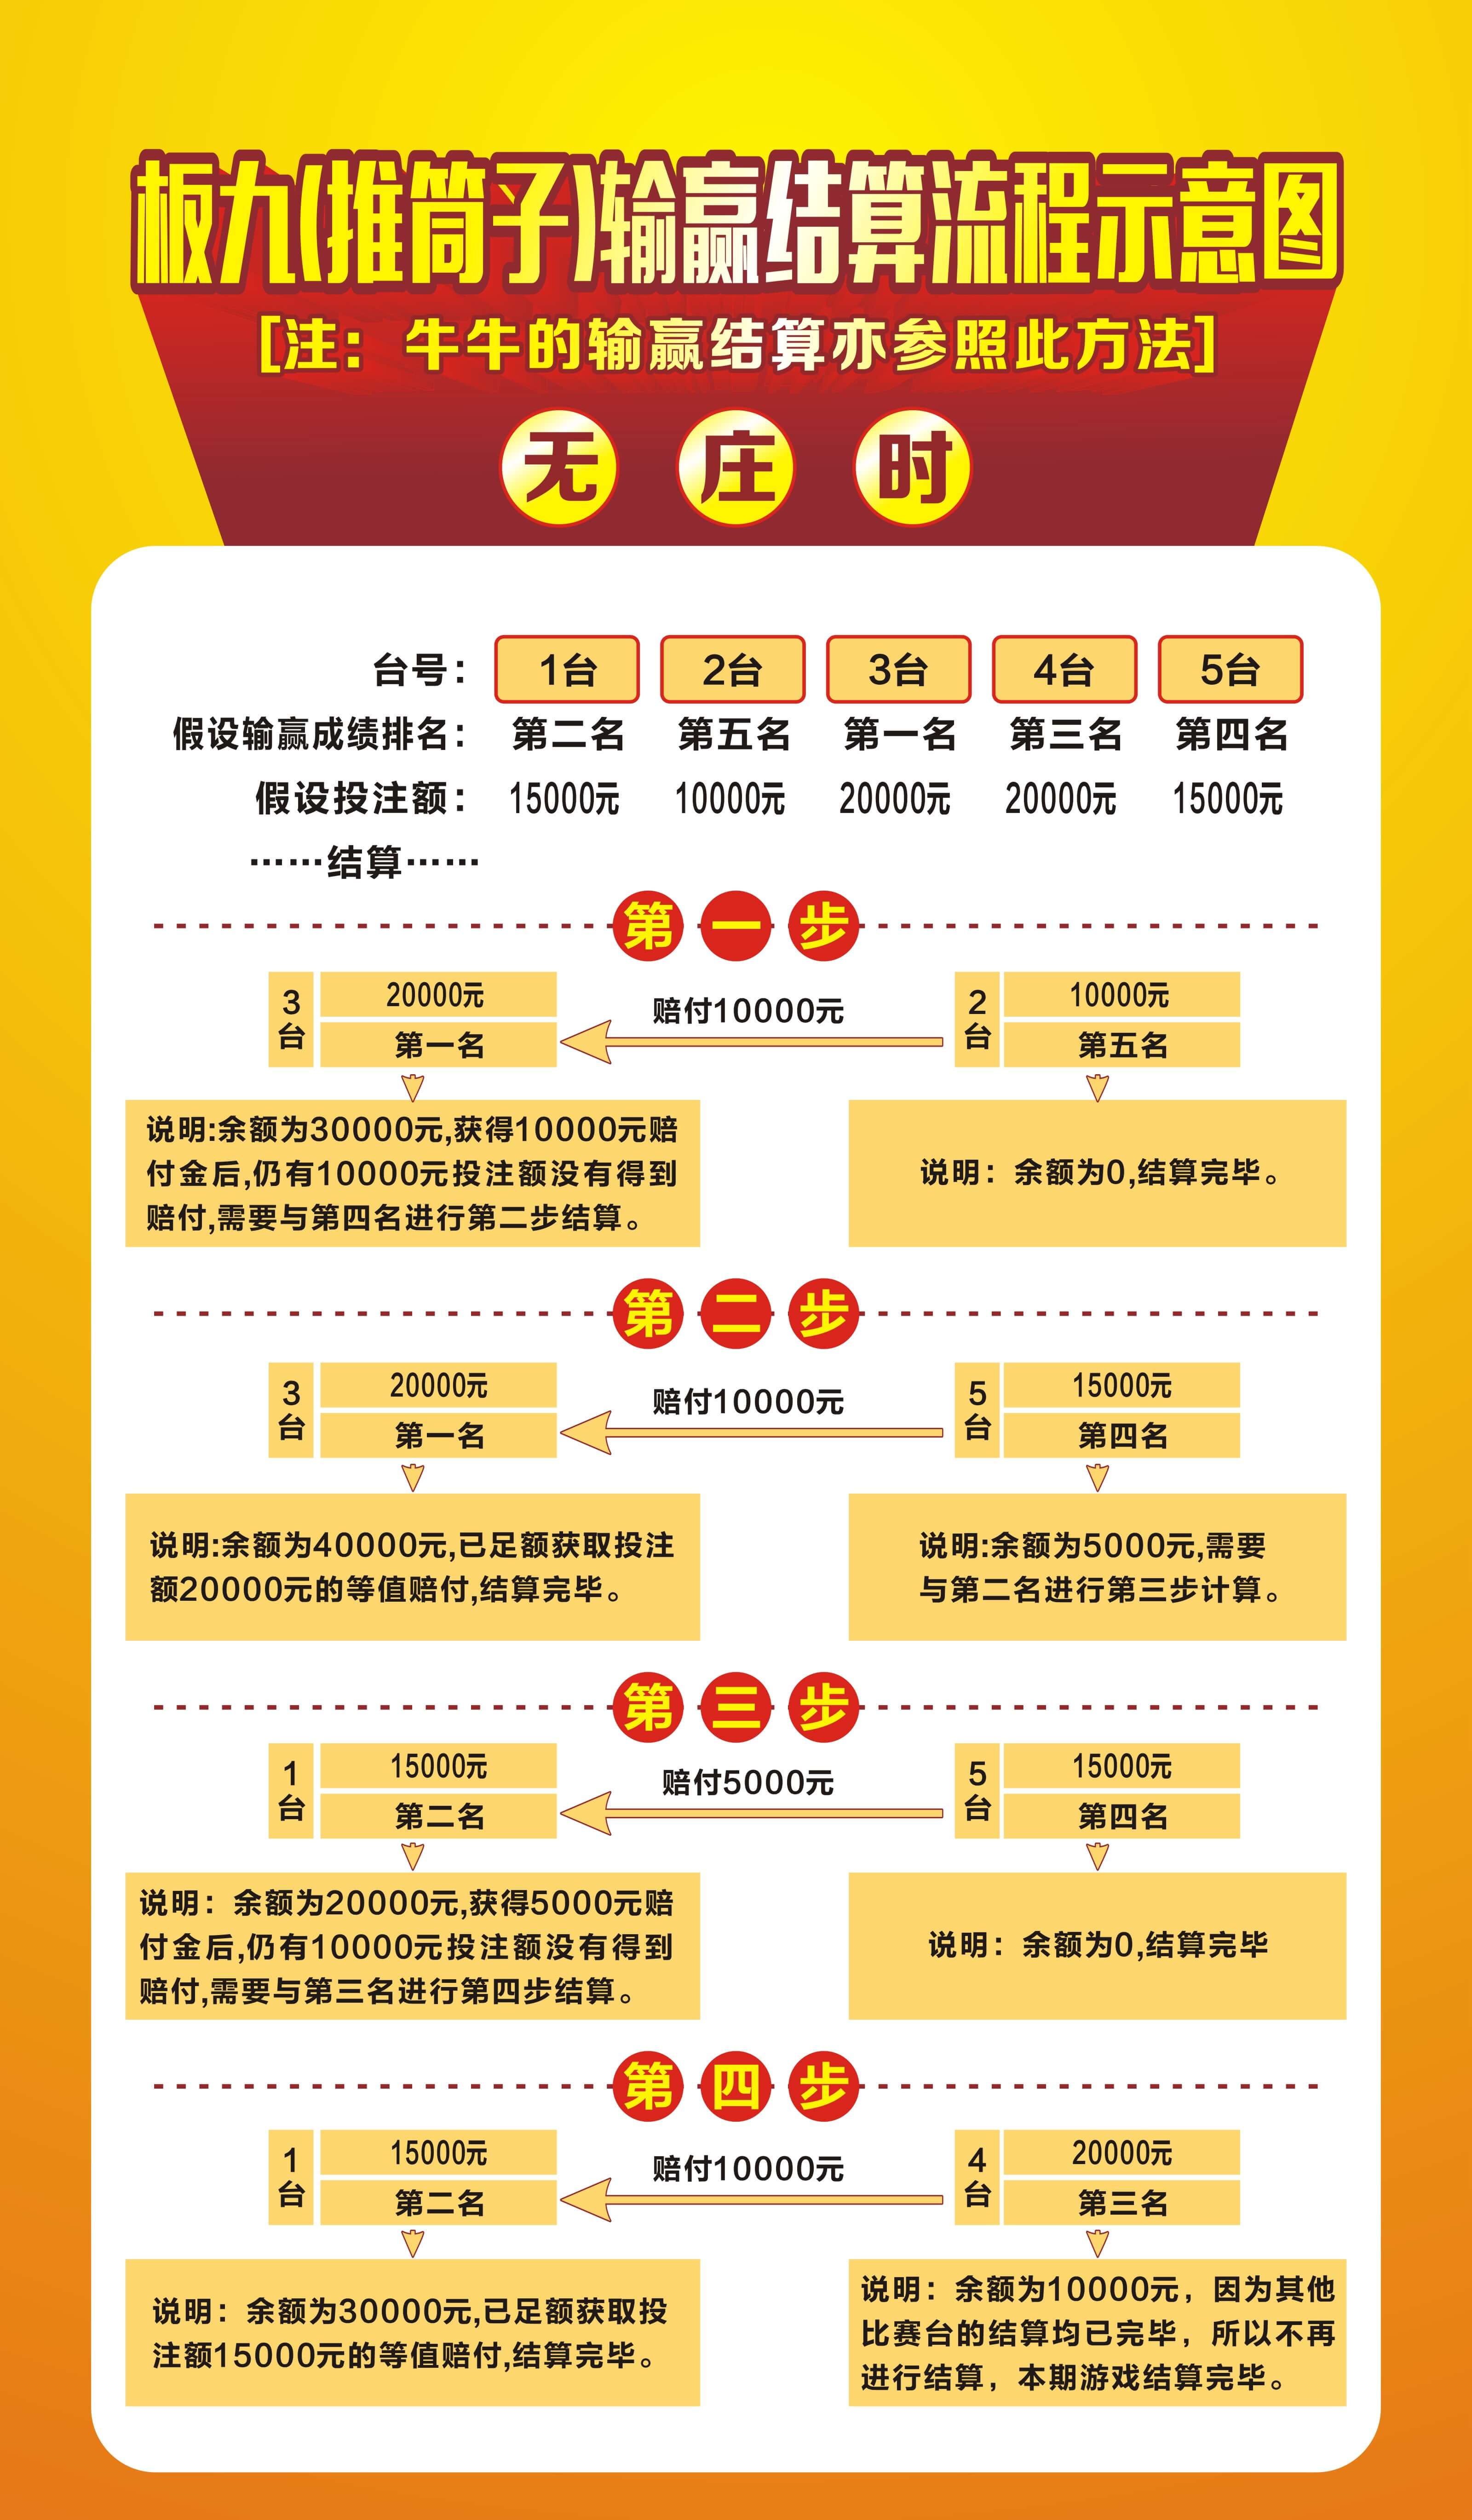 板九(推筒子)输赢结算流程示意图
[注：牛牛的输赢结算亦参照此方法]
无庄时
台号： 1台 2台 3台 4台 5台
假设输赢成绩排名： 第二名 第五名 第一名 第三名 第四名
假设投注额： 15000元 10000元 20000元 20000元 15000元
……结算……
第一步
3台 20000元 第一名
赔付10000元
2台 10000元 第五名
说明:余额为30000元,获得10000元赔
付金后,仍有10000元投注额没有得到
赔付,需要与第四名进行第二步结算。
说明：余额为0,结算完毕。
第二步
3台 20000元 第一名
赔付10000元
5台 15000元 第四名
说明:余额为40000元,已足额获取投注
额20000元的等值赔付,结算完毕。
说明:余额为5000元,需要
与第二名进行第三步计算。
第三步
1台 15000元 第二名
赔付5000元
5台 15000元 第四名
说明：余额为20000元,获得5000元赔
付金后,仍有10000元投注额没有得到
赔付,需要与第三名进行第四步结算。
说明：余额为0,结算完毕
第四步
1台 15000元 第二名
赔付10000元
4台 20000元 第三名
说明：余额为30000元,已足额获取投
注额15000元的等值赔付,结算完毕。
说明：余额为10000元，因为其他
比赛台的结算均已完毕，所以不再
进行结算，本期游戏结算完毕。